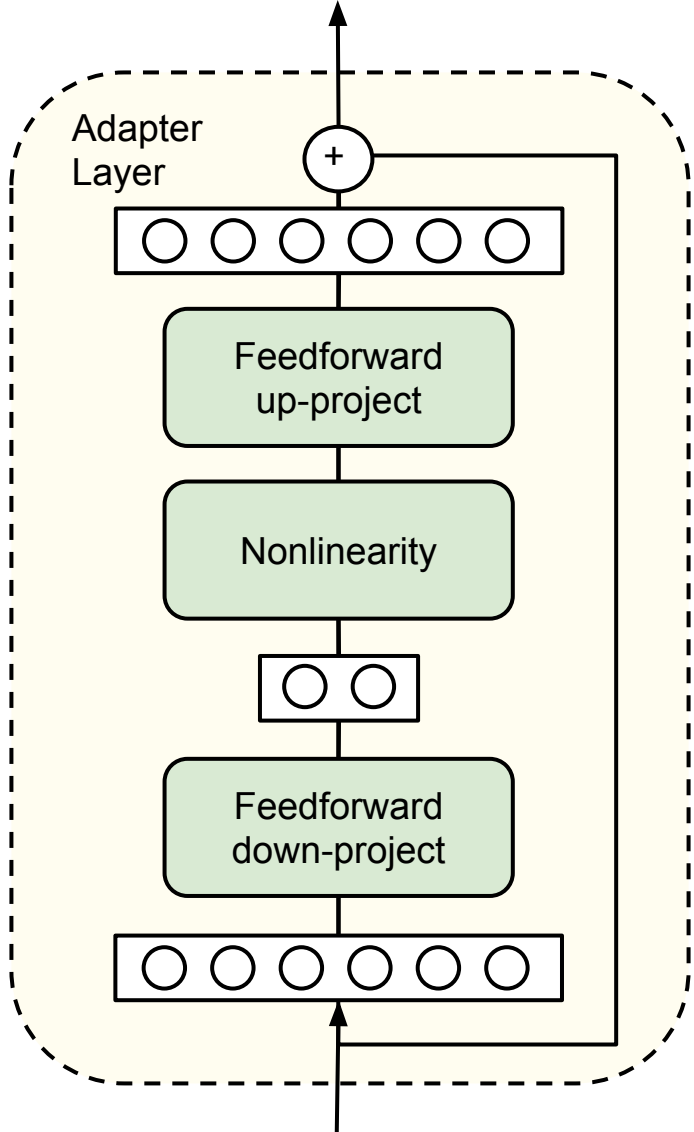 Adapter
Layer
+
Feedforward
up-project
Nonlinearity
Feedforward
down-project